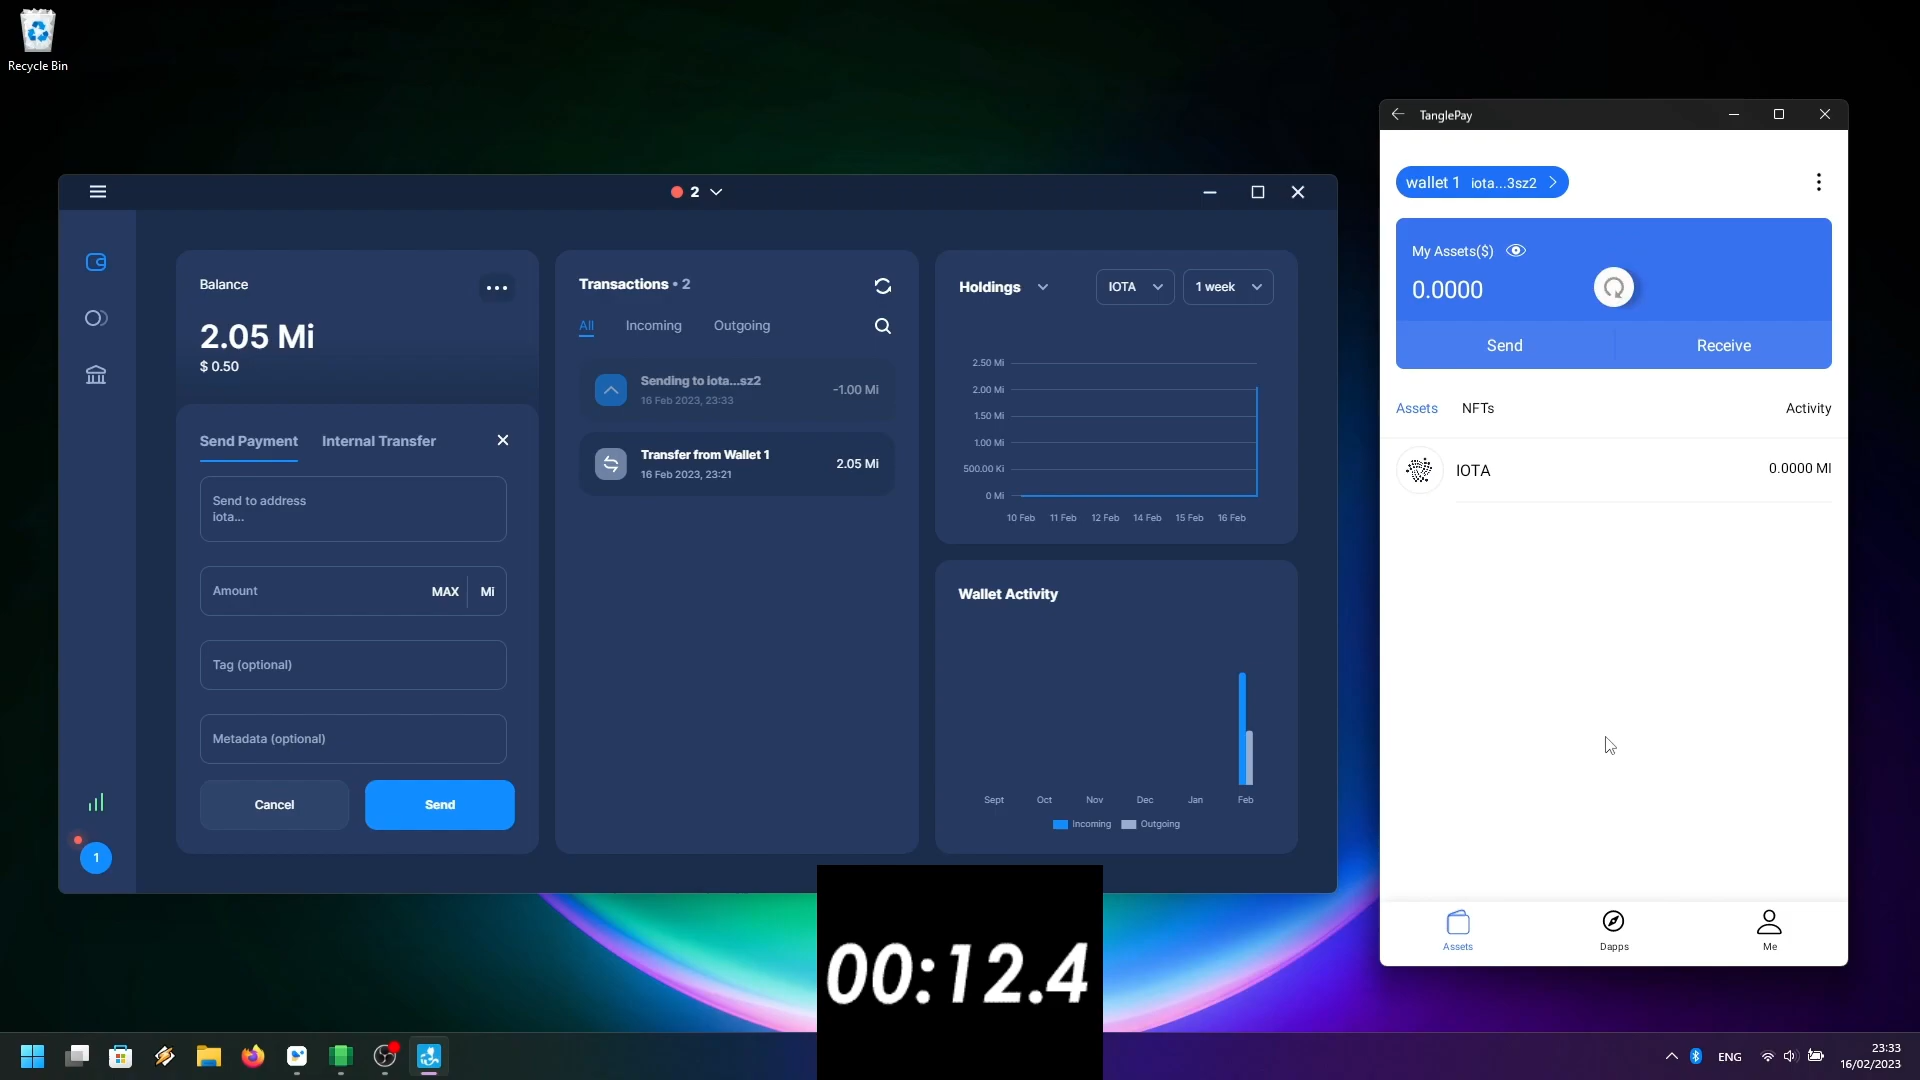 Recycle Bin
2
Balance
2.05 Mi
$ 0.50
Send Payment
Internal Transfer
Send to address
iota...
Amount
MAX
Mi
Tag (optional)
Metadata (optional)
Cancel
Send
1
Transactions • 2
All
Incoming
Outgoing
Sending to iota...sz2
16 Feb 2023, 23:33
-1.00 Mi
Transfer from Wallet 1
16 Feb 2023, 23:21
2.05 Mi
Holdings
IOTA
1 week
2.50 Mi
2.00 Mi
1.50 Mi
1.00 Mi
500.00 Ki
0 Mi
10 Feb
11 Feb
12 Feb
14 Feb
15 Feb
16 Feb
Wallet Activity
Sept
Oct
Nov
Dec
Jan
Feb
Incoming
Outgoing
TanglePay
wallet 1 iota...3sz2
My Assets($)
0.0000
Send
Receive
Assets
NFTs
Activity
IOTA
0.0000 MI
Assets
Dapps
Me
00:12.4
ENG
23:33
16/02/2023